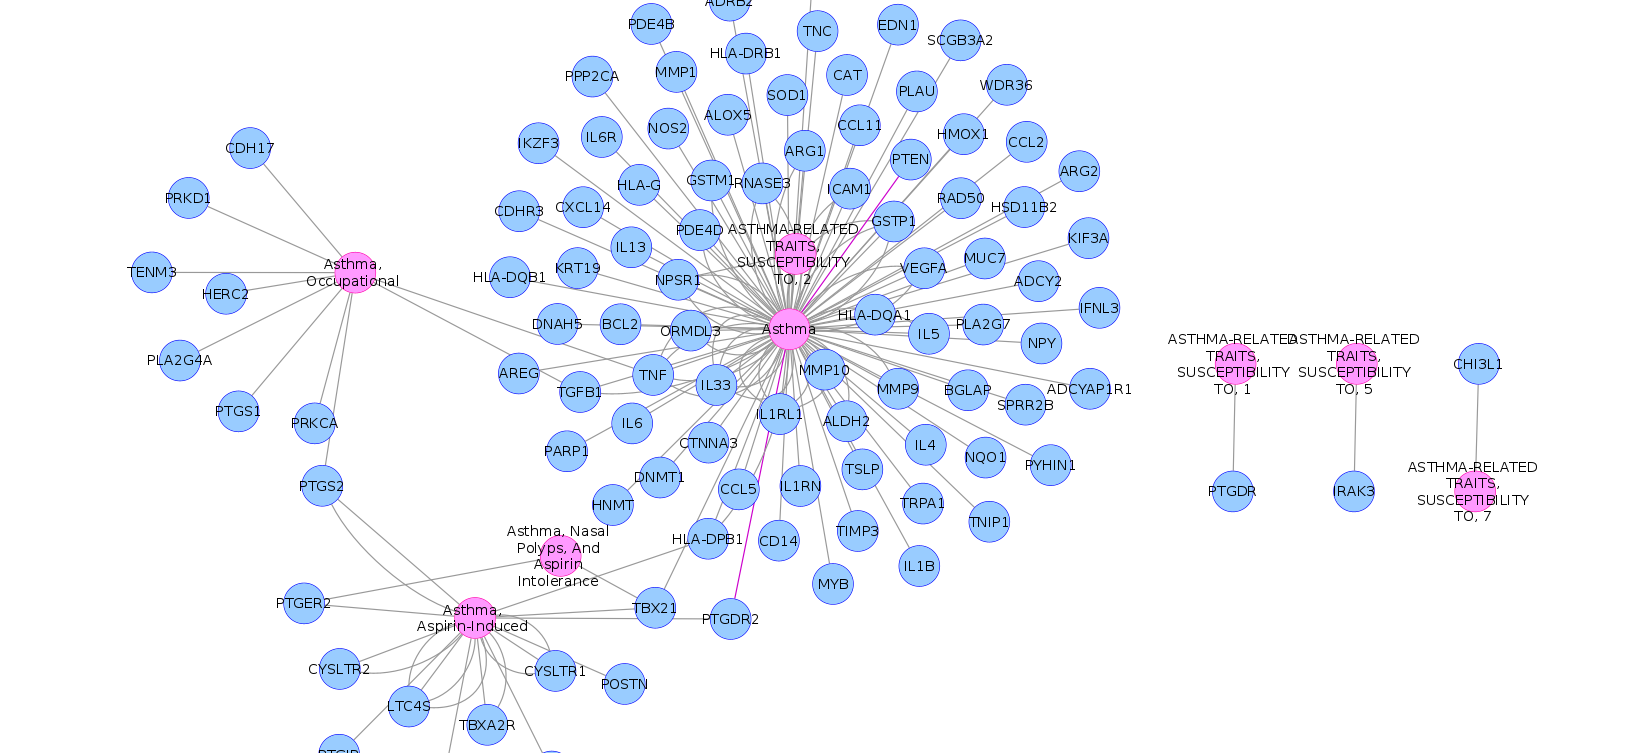 ADRB2
PDE4B
TNC
EDN1
SCGB3A2
HLA-DRB1
PPP2CA
MMP1
CAT
SOD1
PLAU
WDR36
ALOX5
NOS2
CCL11
IL6R
IKZF3
HMOX1
CCL2
CDH17
ARG1
PTEN
ARG2
HLA-G
GSTM1
RNASE3
ICAM1
PRKD1
CDHR3
CXCL14
RAD50
HSD11B2
GSTP1
PDE4D
ASTHMA-RELATED
TRAITS,
SUSCEPTIBILITY
TO, 2
KIF3A
IL13
MUC7
Asthma,
Occupational
TENM3
HLA-DQB1
KRT19
NPSR1
VEGFA
ADCY2
HERC2
IFNL3
DNAH5
BCL2
ORMDL3
Asthma
HLA-DQA1
IL5
PLA2G7
NPY
PLA2G4A
ASTHMA-RELATED
TRAITS,
SUSCEPTIBILITY
TO, 1
ASTHMA-RELATED
TRAITS,
SUSCEPTIBILITY
TO, 5
CHI3L1
AREG
TGFB1
TNF
IL33
MMP10
MMP9
BGLAP
SPRR2B
ADCYAP1R1
PTGS1
PRKCA
IL6
IL1RL1
ALDH2
PARP1
CTNNA3
IL4
NQO1
PYHIN1
DNMT1
TSLP
PTGS2
CCL5
IL1RN
HNMT
TRPA1
TNIP1
PTGDR
IRAK3
ASTHMA-RELATED
TRAITS,
SUSCEPTIBILITY
TO, 7
Asthma, Nasal
Polyps, And
Aspirin
Intolerance
HLA-DPB1
CD14
TIMP3
IL1B
MYB
PTGER2
Asthma,
Aspirin-Induced
TBX21
PTGDR2
CYSLTR2
CYSLTR1
POSTN
LTC4S
TBXA2R
PTGIR